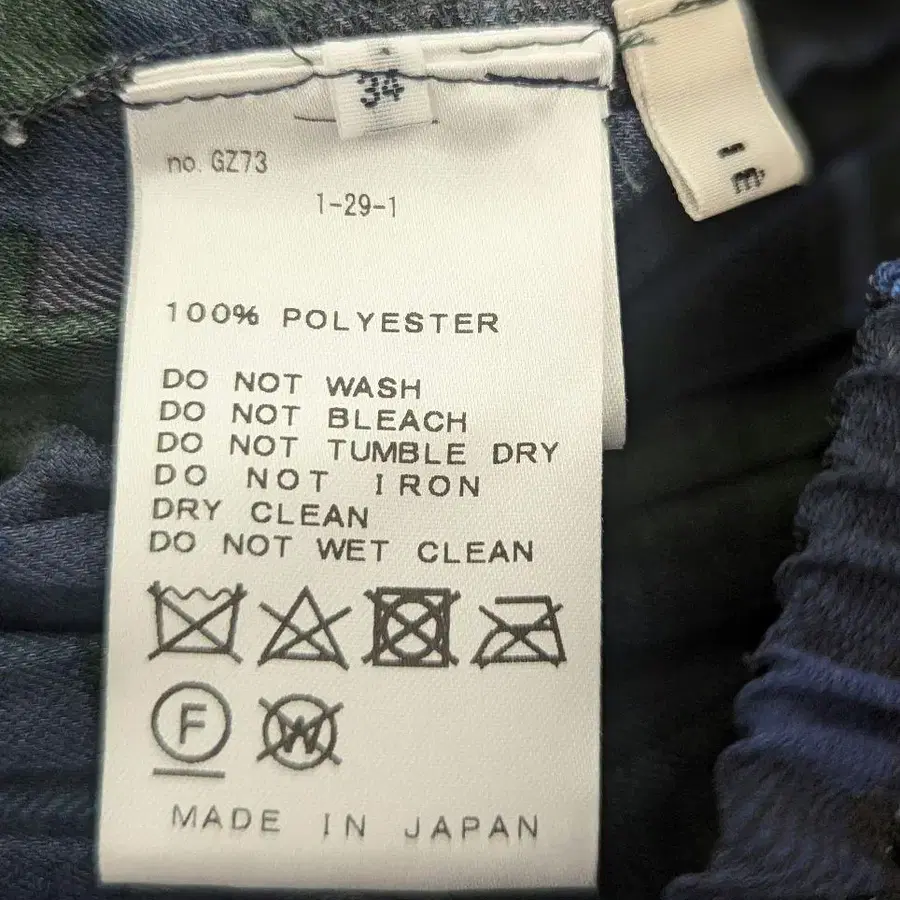 34
no. GZ73
1-29-1
100% POLYESTER
DO NOT WASH
DO NOT BLEACH
DO NOT TUMBLE DRY
DO NOT IRON
DRY CLEAN
DO NOT WET CLEAN
F W
MADE IN JAPAN